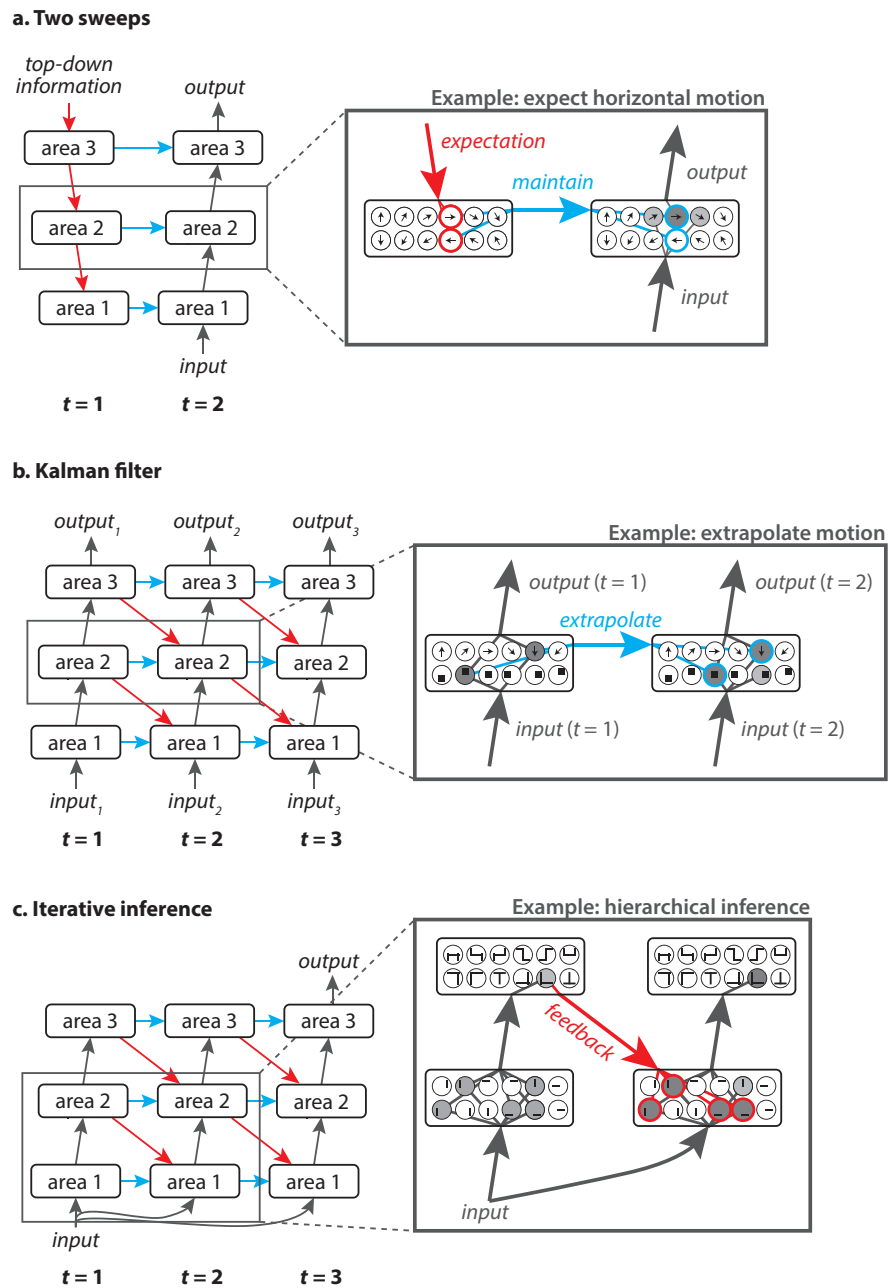 a. Two sweeps
top-down
information
output
area 3
area 3
area 2
area 2
area 1
area 1
input
t = 1
t = 2
Example: expect horizontal motion
expectation
maintain
output
input
b. Kalman filter
output1
output2
output3
area 3
area 3
area 3
area 2
area 2
area 2
area 1
area 1
area 1
input1
input2
input3
t = 1
t = 2
t = 3
Example: extrapolate motion
output (t = 1)
output (t = 2)
extrapolate
input (t = 1)
input (t = 2)
c. Iterative inference
output
area 3
area 3
area 3
area 2
area 2
area 2
area 1
area 1
area 1
input
t = 1
t = 2
t = 3
Example: hierarchical inference
feedback
input